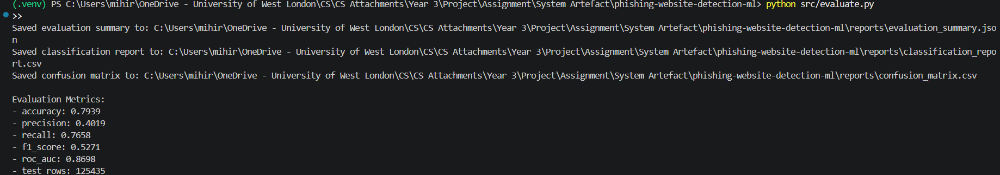 (.venv) PS C:\Users\mihir\OneDrive - University of West London\CS\CS Attachments\Year 3\Project\Assignment\System Artefact\phishing-website-detection-ml> python src/evaluate.py
>>
Saved evaluation summary to: C:\Users\mihir\OneDrive - University of West London\CS\CS Attachments\Year 3\Project\Assignment\System Artefact\phishing-website-detection-ml\reports\evaluation_summary.jso
n
Saved classification report to: C:\Users\mihir\OneDrive - University of West London\CS\CS Attachments\Year 3\Project\Assignment\System Artefact\phishing-website-detection-ml\reports\classification_repo
rt.csv
Saved confusion matrix to: C:\Users\mihir\OneDrive - University of West London\CS\CS Attachments\Year 3\Project\Assignment\System Artefact\phishing-website-detection-ml\reports\confusion_matrix.csv
Evaluation Metrics:
- accuracy: 0.7939
- precision: 0.4019
- recall: 0.7658
- f1_score: 0.5271
- roc_auc: 0.8698
- test rows: 125435